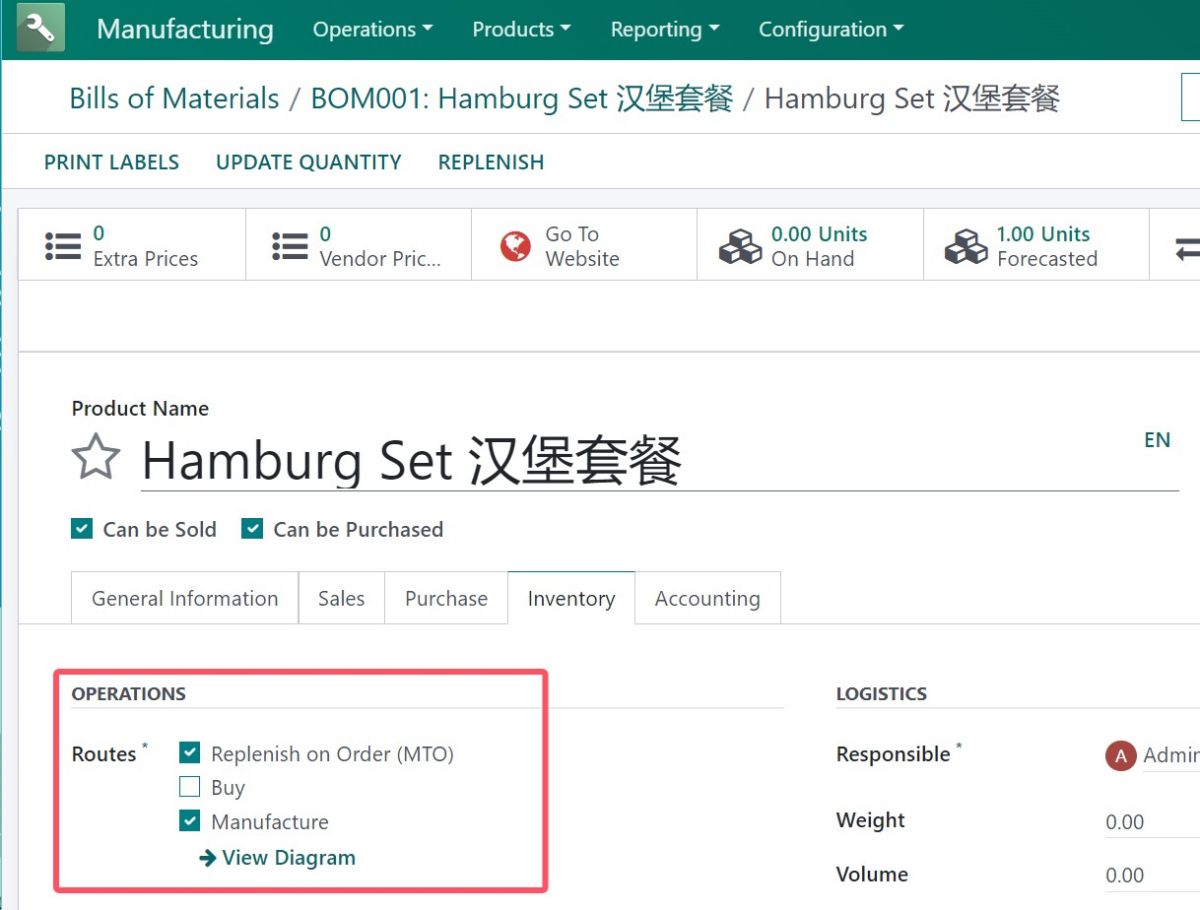 Manufacturing Operations Products Reporting Configuration
Bills of Materials / BOM001: Hamburg Set 汉堡套餐 / Hamburg Set 汉堡套餐
PRINT LABELS UPDATE QUANTITY REPLENISH
0
Extra Prices
0
Vendor Pric...
Go To
Website
0.00 Units
On Hand
1.00 Units
Forecasted
Product Name
Hamburg Set 汉堡套餐
EN
Can be Sold Can be Purchased
General Information Sales Purchase Inventory Accounting
OPERATIONS
Routes *
Replenish on Order (MTO)
Buy
Manufacture
View Diagram
LOGISTICS
Responsible * A
Weight 0.00
Volume 0.00